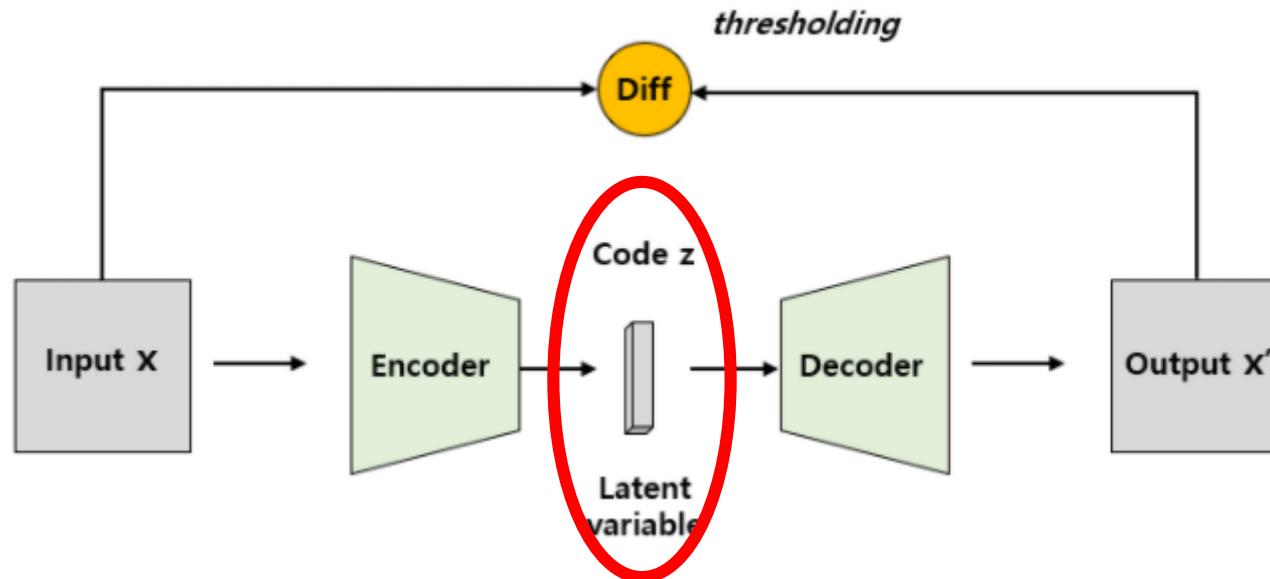 thresholding
Diff
Code z
Input X
Encoder
Decoder
Output X'
Latent
variable